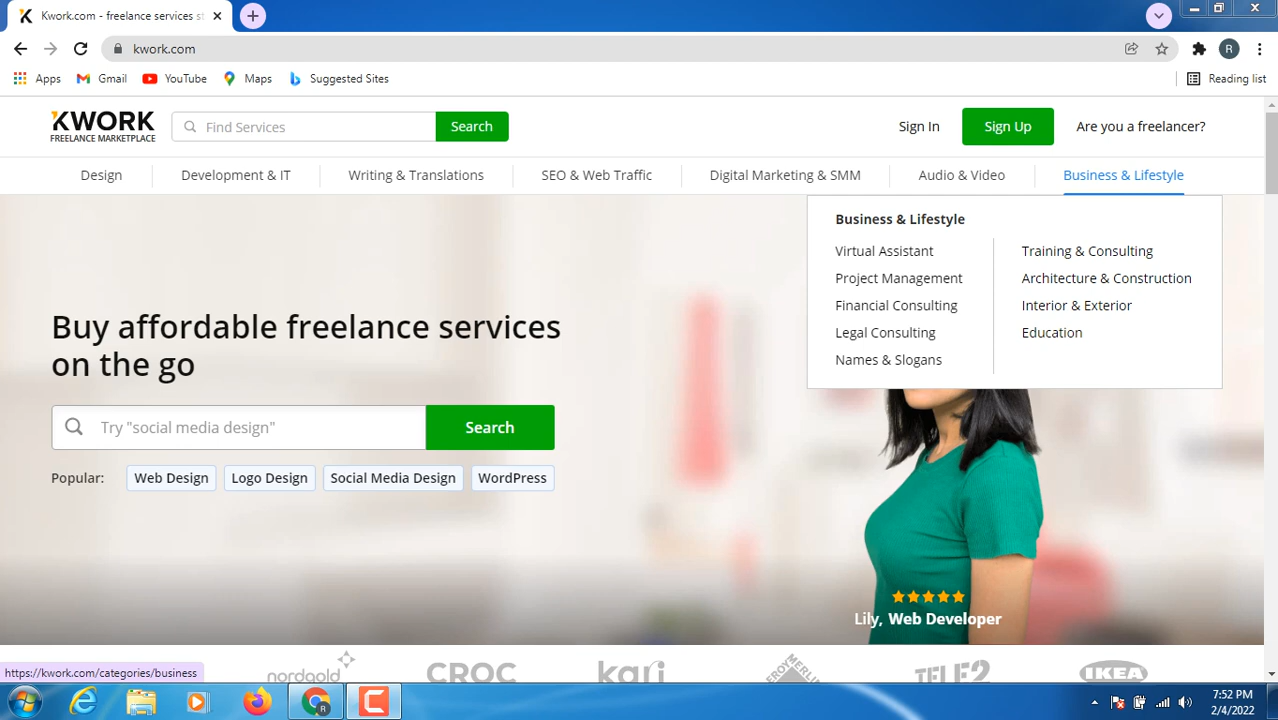 Kwork.com - freelance services st
kwork.com
R
Apps
Gmail
YouTube
Maps
Suggested Sites
Reading list
KWORK
FREELANCE MARKETPLACE
Find Services
Search
Sign In
Sign Up
Are you a freelancer?
Design
Development & IT
Writing & Translations
SEO & Web Traffic
Digital Marketing & SMM
Audio & Video
Business & Lifestyle
Business & Lifestyle
Virtual Assistant
Project Management
Financial Consulting
Legal Consulting
Names & Slogans
Training & Consulting
Architecture & Construction
Interior & Exterior
Education
Buy affordable freelance services
on the go
Try "social media design"
Search
Popular:
Web Design
Logo Design
Social Media Design
WordPress
Lily, Web Developer
nordgold
CROC
kari
LEROY MERLIN
TELE2
IKEA
https://kwork.com/categories/business
R
7:52 PM
2/4/2022